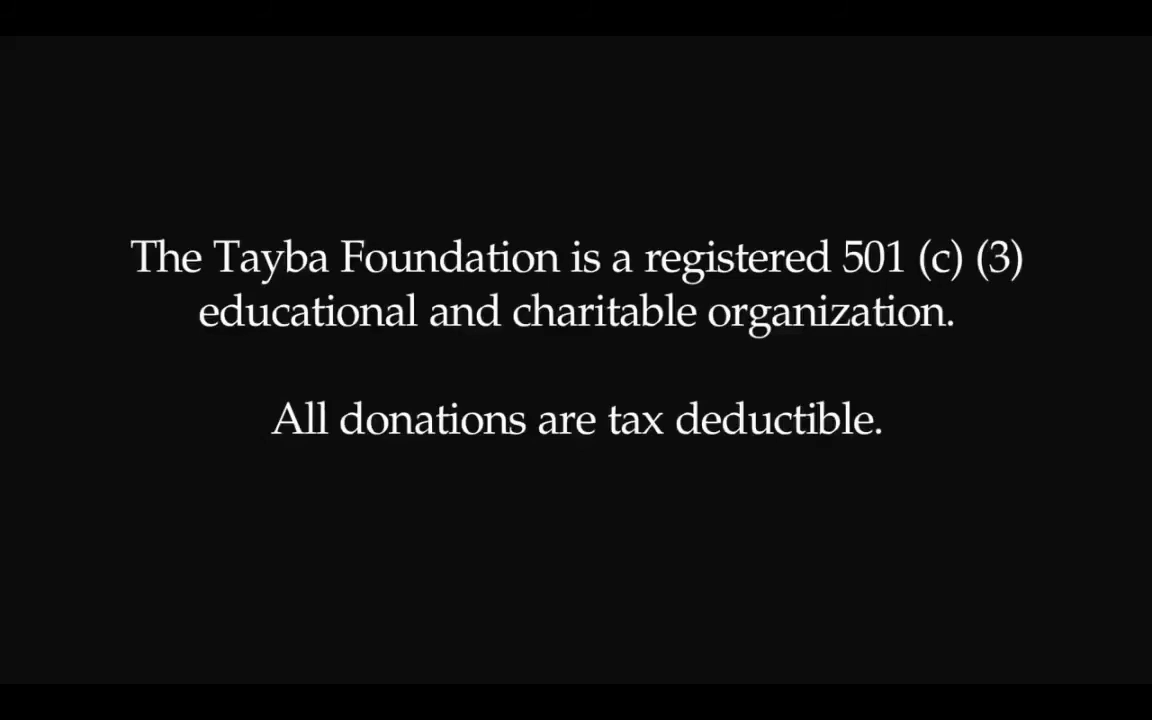 The Tayba Foundation is a registered 501 (c) (3)
educational and charitable organization.
All donations are tax deductible.